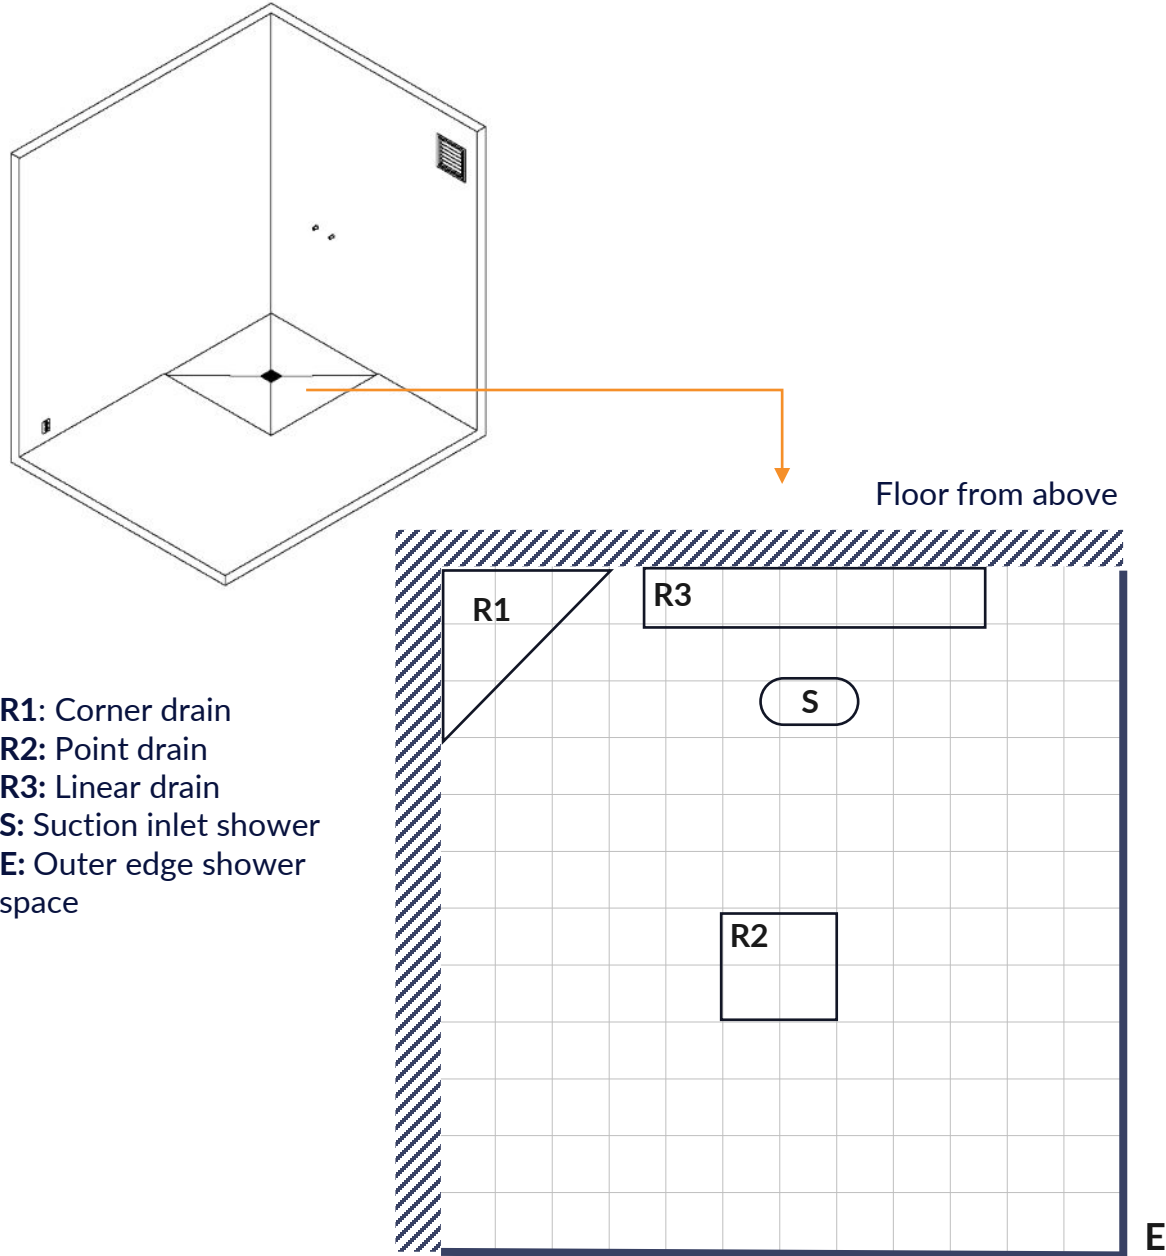 Floor from above
R1
R3
S
R1: Corner drain
R2: Point drain
R3: Linear drain
S: Suction inlet shower
E: Outer edge shower
space
R2
E